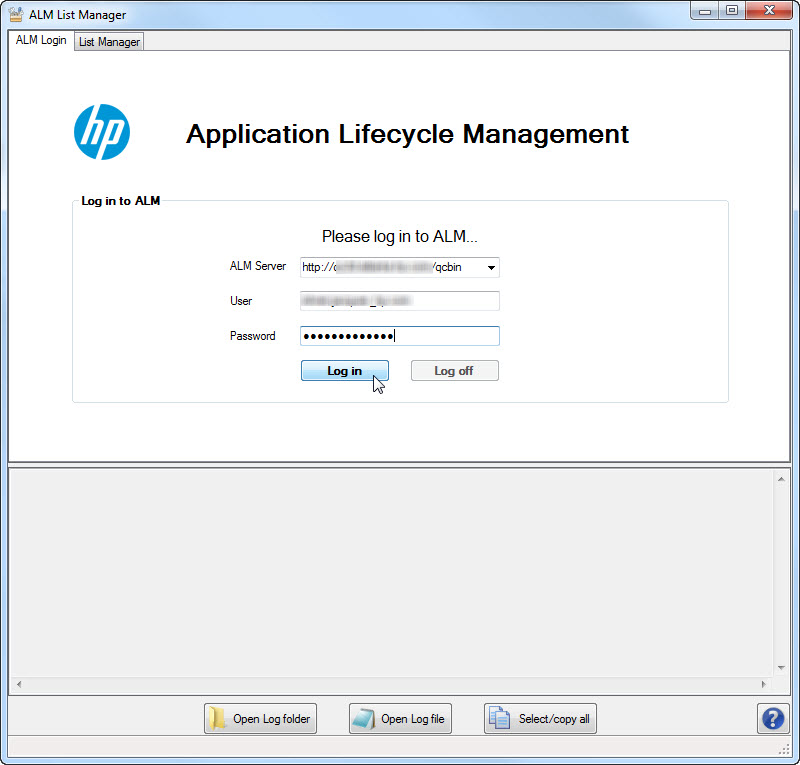 ALM List Manager
ALM Login
List Manager
hp
Application Lifecycle Management
Log in to ALM
Please log in to ALM...
ALM Server
http:// /qcbin
User
Password
Log in
Log off
Open Log folder
Open Log file
Select/copy all
?